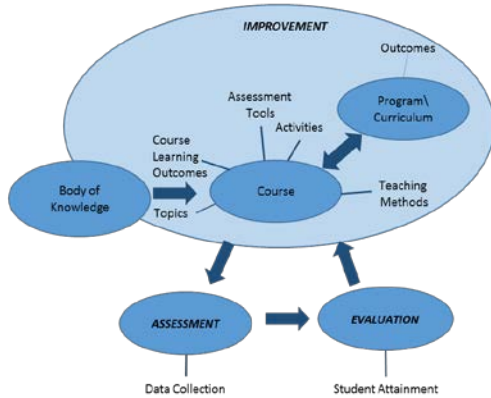 IMPROVEMENT
Outcomes
Program\
Curriculum
Assessment
Tools
Activities
Course
Learning
Outcomes
Body of
Knowledge
Course
Teaching
Methods
Topics
ASSESSMENT
EVALUATION
Data Collection
Student Attainment